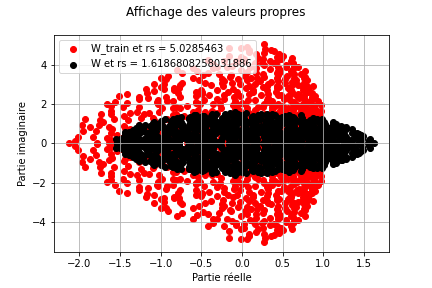 Affichage des valeurs propres
W_train et rs = 5.0285463
W et rs = 1.6186808258031886
Partie imaginaire
4
2
0
−2
−4
−2.0 −1.5 −1.0 −0.5 0.0 0.5 1.0 1.5
Partie réelle